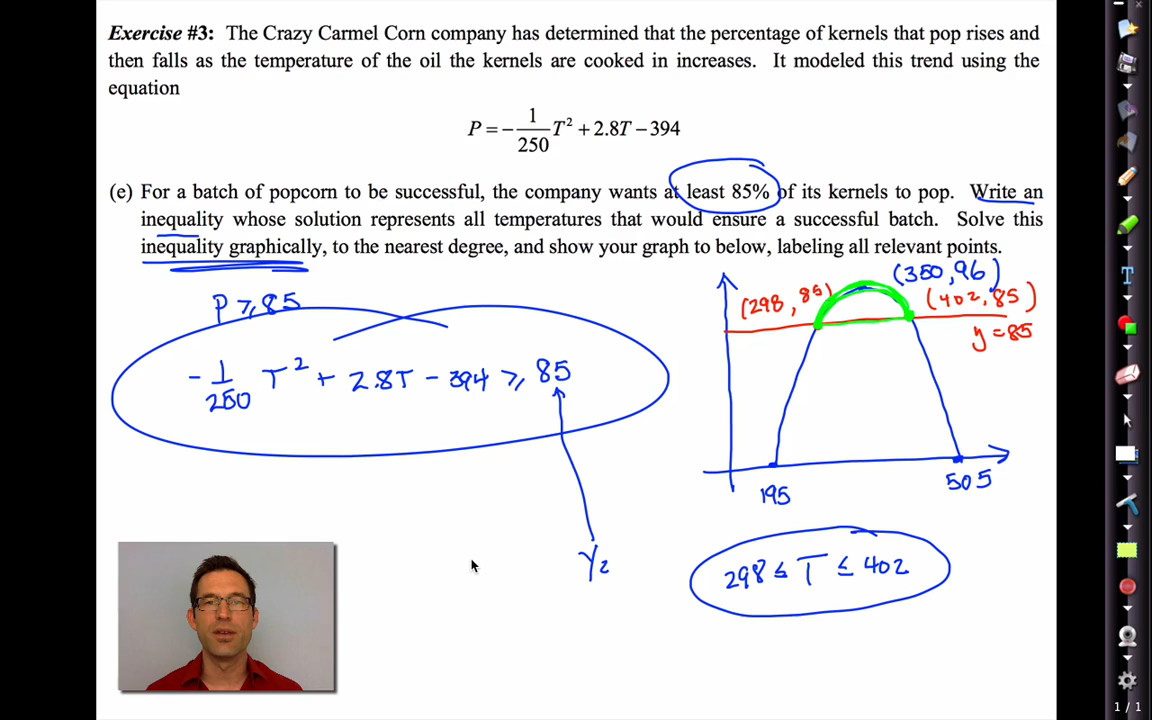 Exercise #3: The Crazy Carmel Corn company has determined that the percentage of kernels that pop rises and
then falls as the temperature of the oil the kernels are cooked in increases. It modeled this trend using the
equation
P = -1/250 T² + 2.8T - 394
(e) For a batch of popcorn to be successful, the company wants at least 85% of its kernels to pop. Write an
inequality whose solution represents all temperatures that would ensure a successful batch. Solve this
inequality graphically, to the nearest degree, and show your graph to below, labeling all relevant points.
P ≥ 85
-1/250 T² + 2.8T - 394 ≥ 85
Y2
(350, 96)
(298, 85)
(402, 85)
y = 85
195
505
298 ≤ T ≤ 402
1 / 1